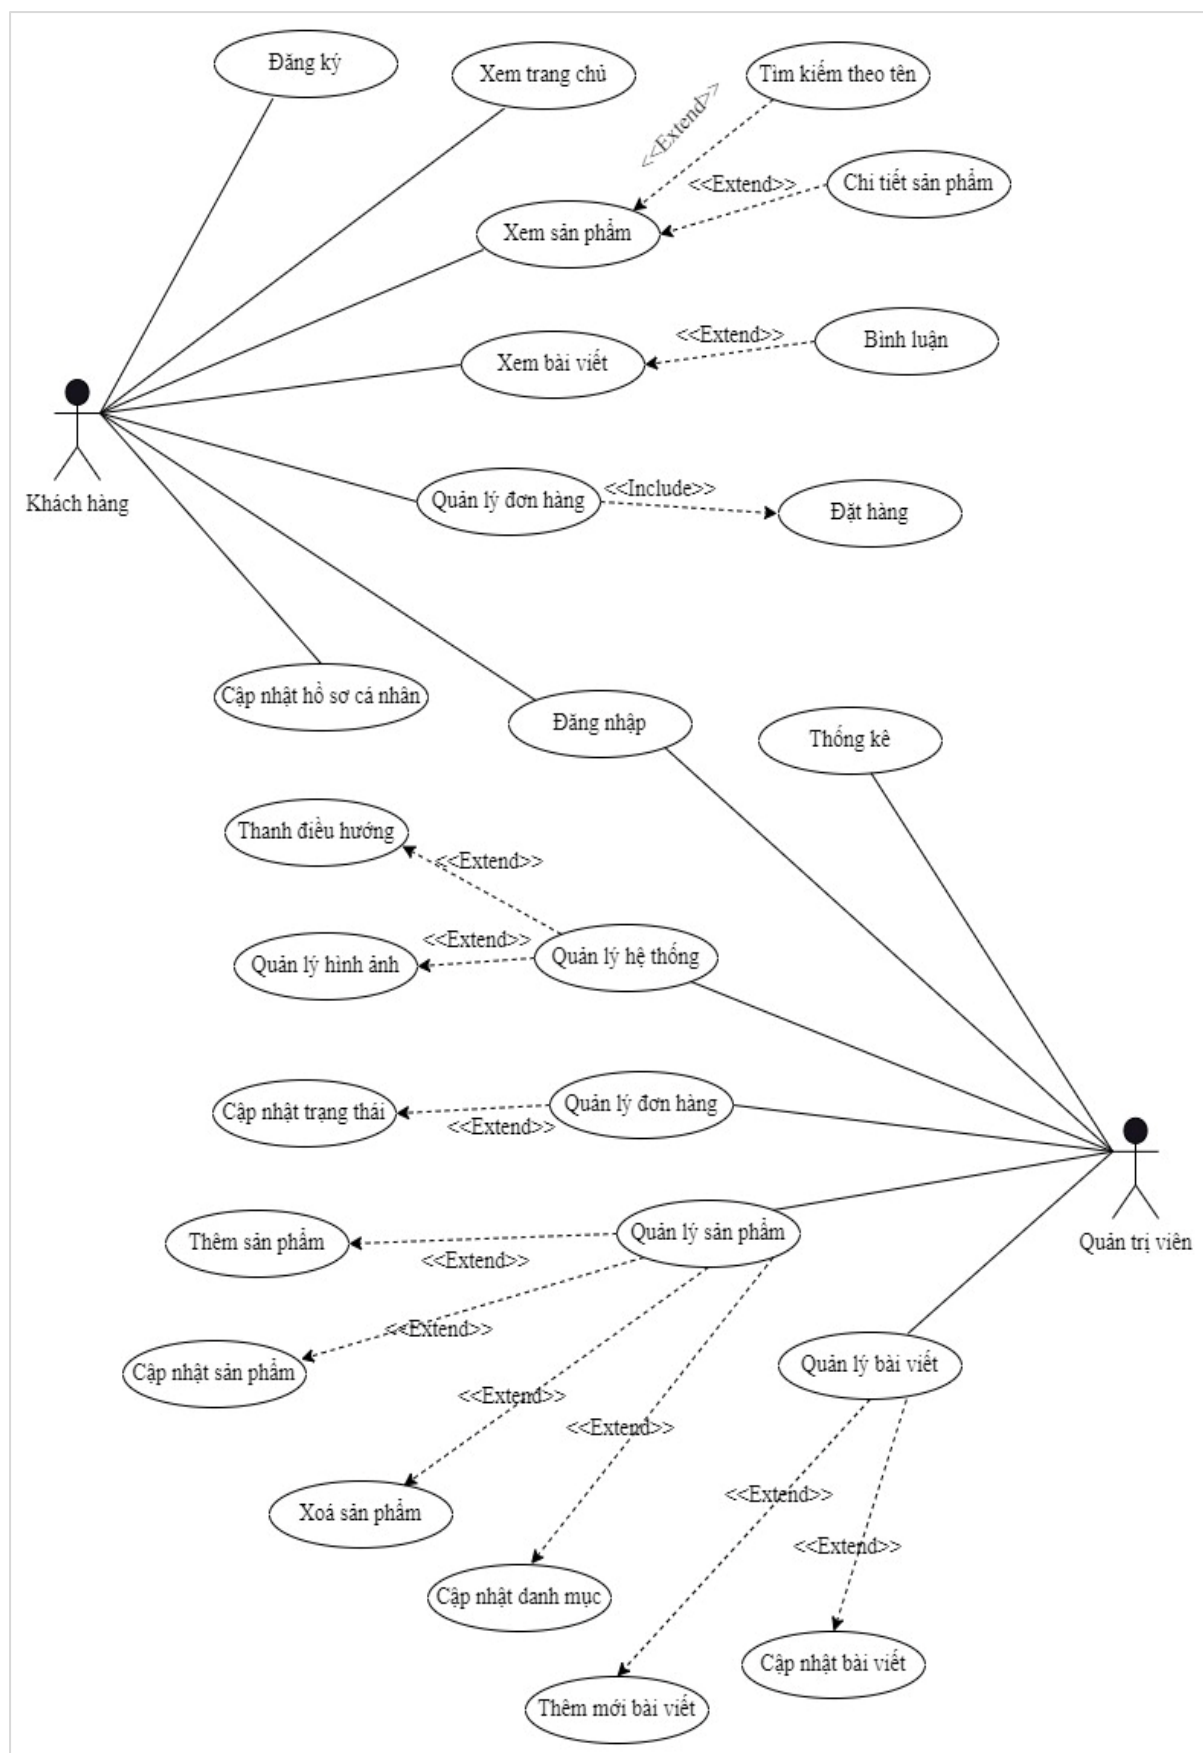 Đăng ký
Xem trang chủ
Tìm kiếm theo tên
<<Extend>>
<<Extend>>
Chi tiết sản phẩm
Xem sản phẩm
<<Extend>>
Bình luận
Xem bài viết
Khách hàng
Quản lý đơn hàng
<<Include>>
Đặt hàng
Cập nhật hồ sơ cá nhân
Đăng nhập
Thống kê
Thanh điều hướng
<<Extend>>
<<Extend>>
Quản lý hình ảnh
Quản lý hệ thống
Cập nhật trạng thái
<<Extend>>
Quản lý đơn hàng
Thêm sản phẩm
<<Extend>>
Quản lý sản phẩm
Quản trị viên
<<Extend>>
Cập nhật sản phẩm
Quản lý bài viết
<<Extend>>
<<Extend>>
<<Extend>>
Xoá sản phẩm
<<Extend>>
Cập nhật danh mục
Cập nhật bài viết
Thêm mới bài viết